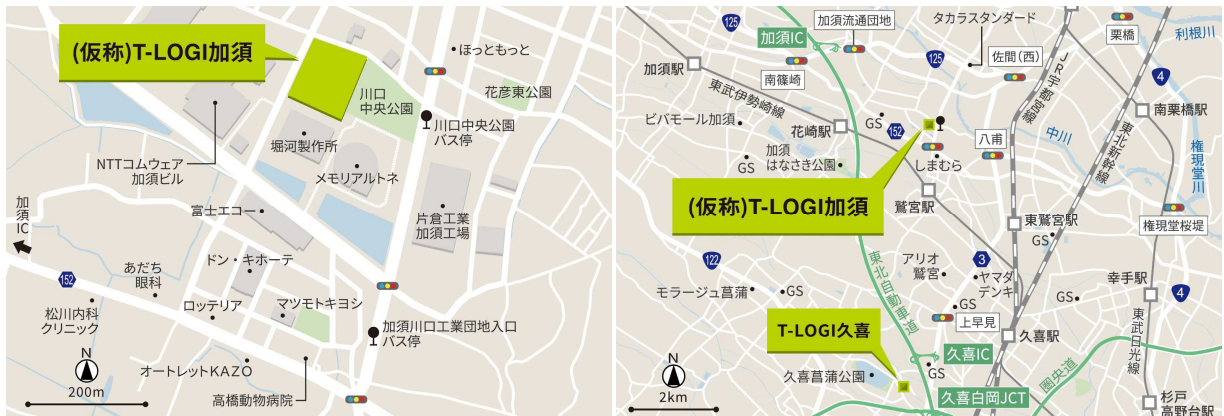 (仮称)T-LOGI加須
ほっともっと
花彦東公園
川口
中央公園
川口中央公園
バス停
堀河製作所
NTTコムウェア
加須ビル
メモリアルトネ
富士エコー
片倉工業
加須工場
加須
IC
ドン・キホーテ
あだち
眼科
152
ロッテリア
マツモトキヨシ
松川内科
クリニック
加須川口工業団地入口
バス停
オートレットKAZO
高橋動物病院
N
200m
125
加須流通団地
タカラスタンダード
栗橋
利根川
加須IC
125
佐間(西)
加須駅
南篠崎
JR宇都宮線
4
東武伊勢崎線
南栗橋駅
ビバモール加須
花崎駅
GS
152
八甫
中川
東北新幹線
権現堂川
加須
はなさき公園
しまむら
GS
(仮称)T-LOGI加須
鷲宮駅
東鷲宮駅
権現堂桜堤
GS
122
東北自動車道
アリオ
鷲宮
3
ヤマダ
デンキ
幸手駅
モラージュ菖蒲
GS
GS
GS
4
T-LOGI久喜
上早見
久喜駅
東武日光線
N
久喜IC
GS
圏央道
久喜菖蒲公園
久喜白岡JCT
2km
杉戸
高野台駅